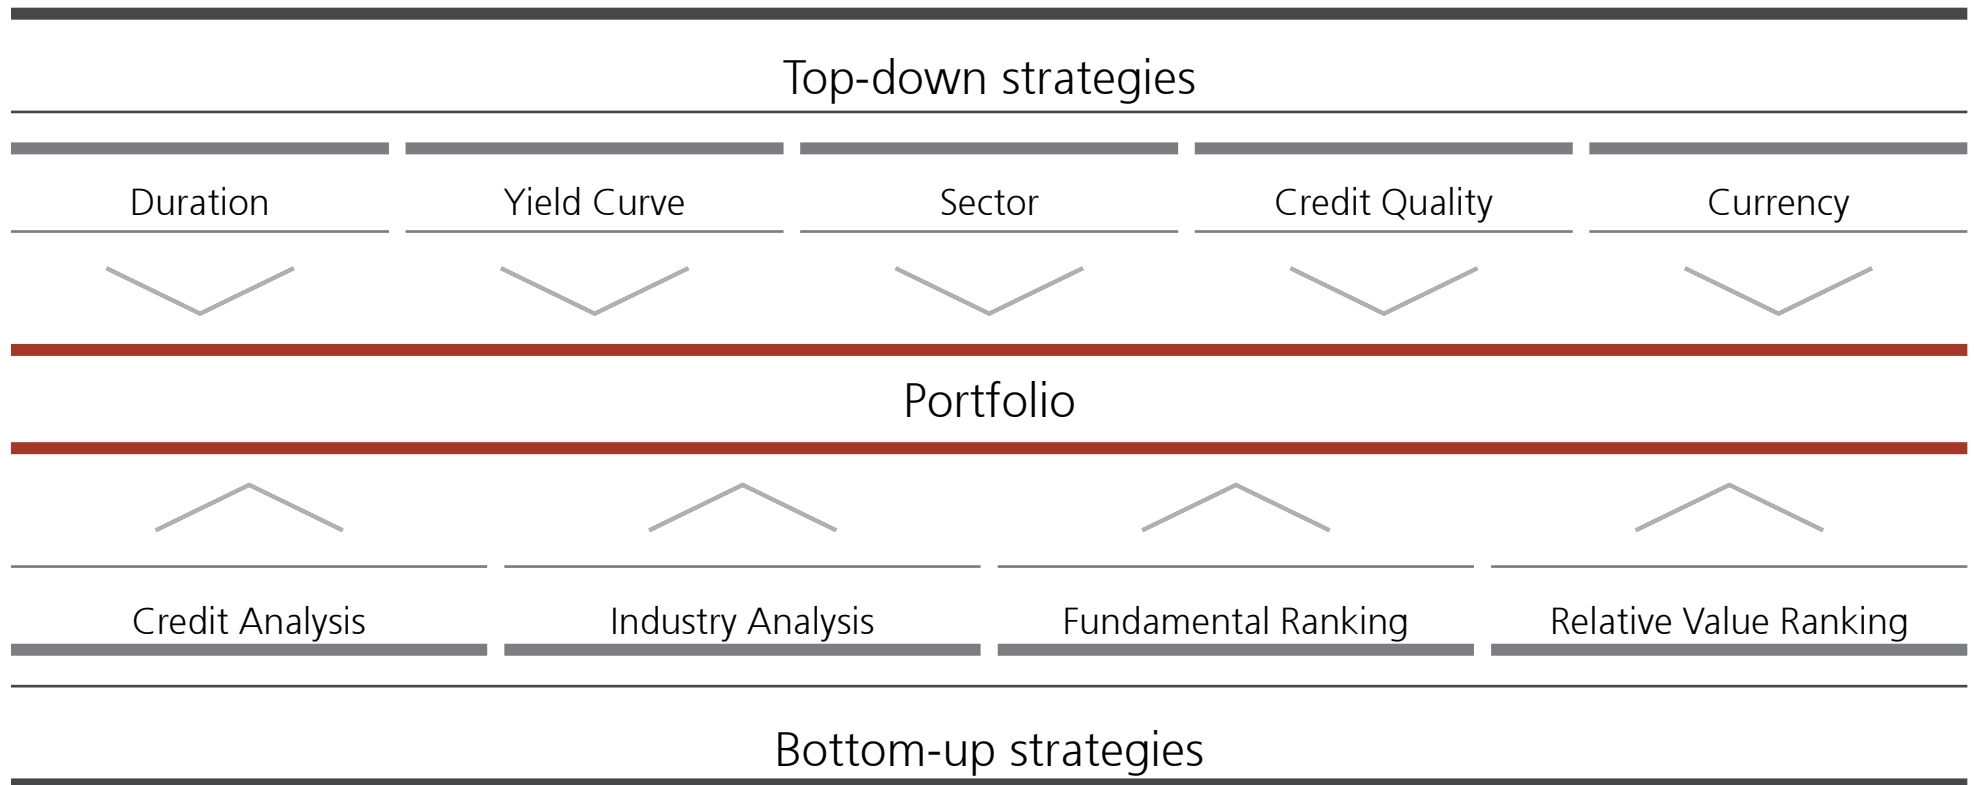 Top-down strategies
Duration
Yield Curve
Sector
Credit Quality
Currency
Portfolio
Credit Analysis
Industry Analysis
Fundamental Ranking
Relative Value Ranking
Bottom-up strategies